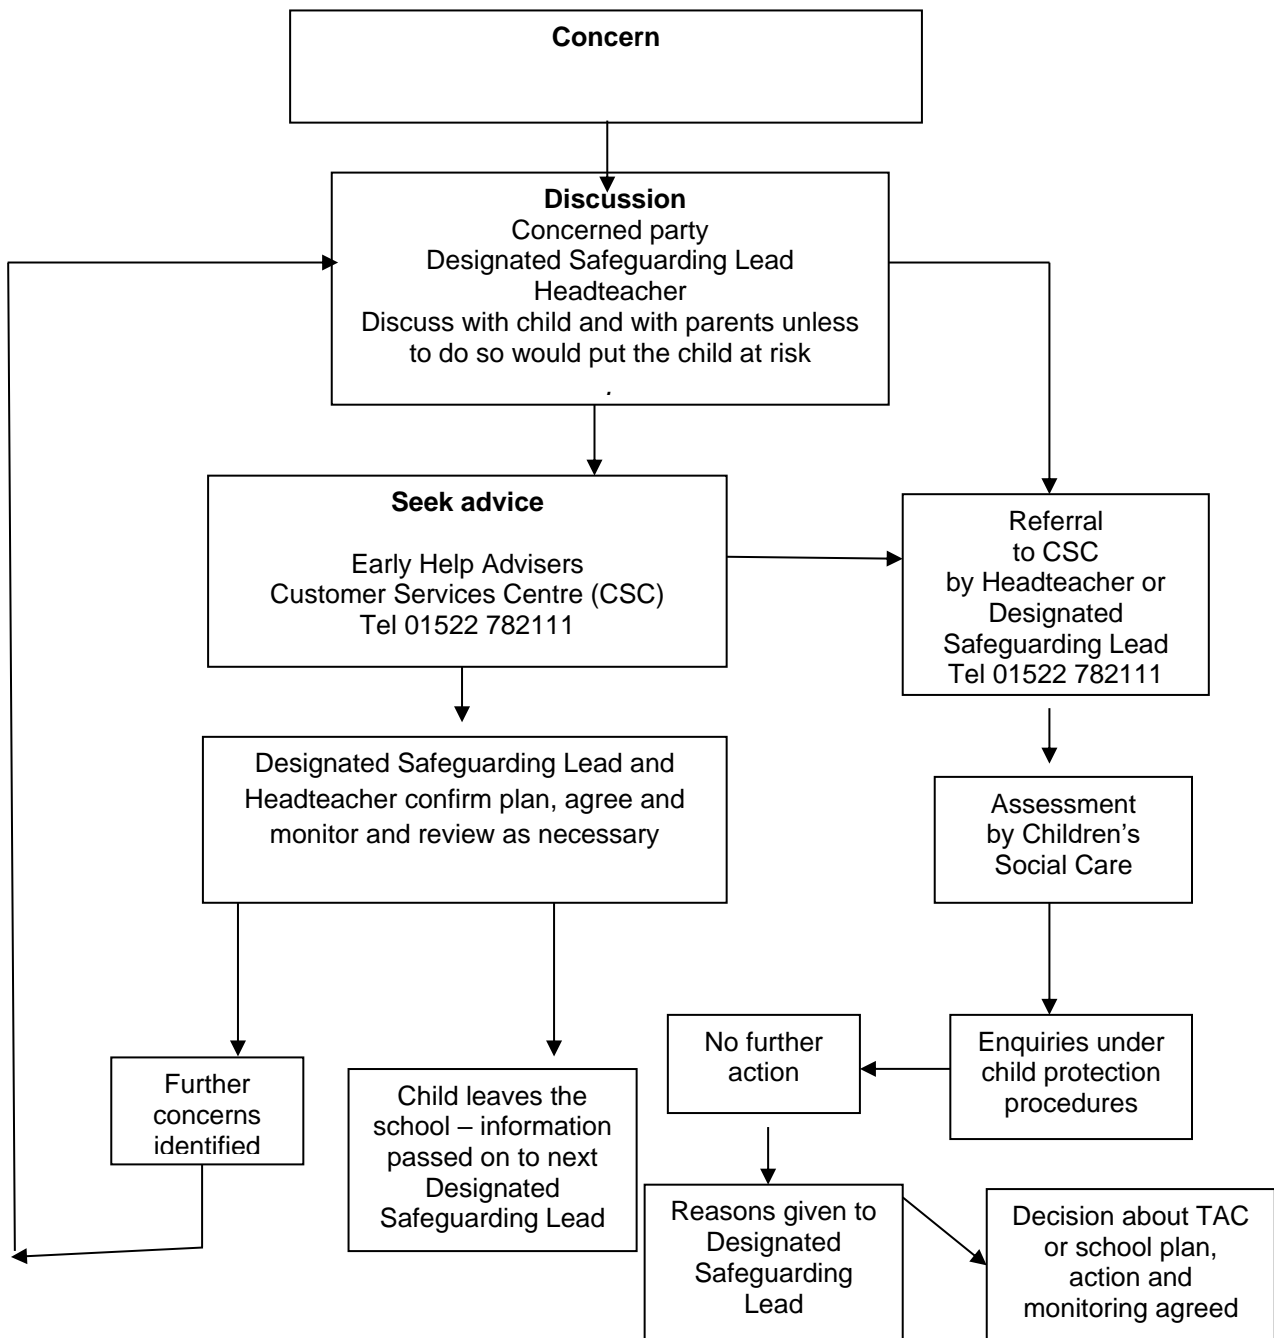 Concern
Discussion
Concerned party
Designated Safeguarding Lead
Headteacher
Discuss with child and with parents unless
to do so would put the child at risk
.
Seek advice
Early Help Advisers
Customer Services Centre (CSC)
Tel 01522 782111
Referral
to CSC
by Headteacher or
Designated
Safeguarding Lead
Tel 01522 782111
Designated Safeguarding Lead and
Headteacher confirm plan, agree and
monitor and review as necessary
Assessment
by Children’s
Social Care
Further
concerns
identified
Child leaves the
school – information
passed on to next
Designated
Safeguarding Lead
No further
action
Enquiries under
child protection
procedures
Reasons given to
Designated
Safeguarding
Lead
Decision about TAC
or school plan,
action and
monitoring agreed